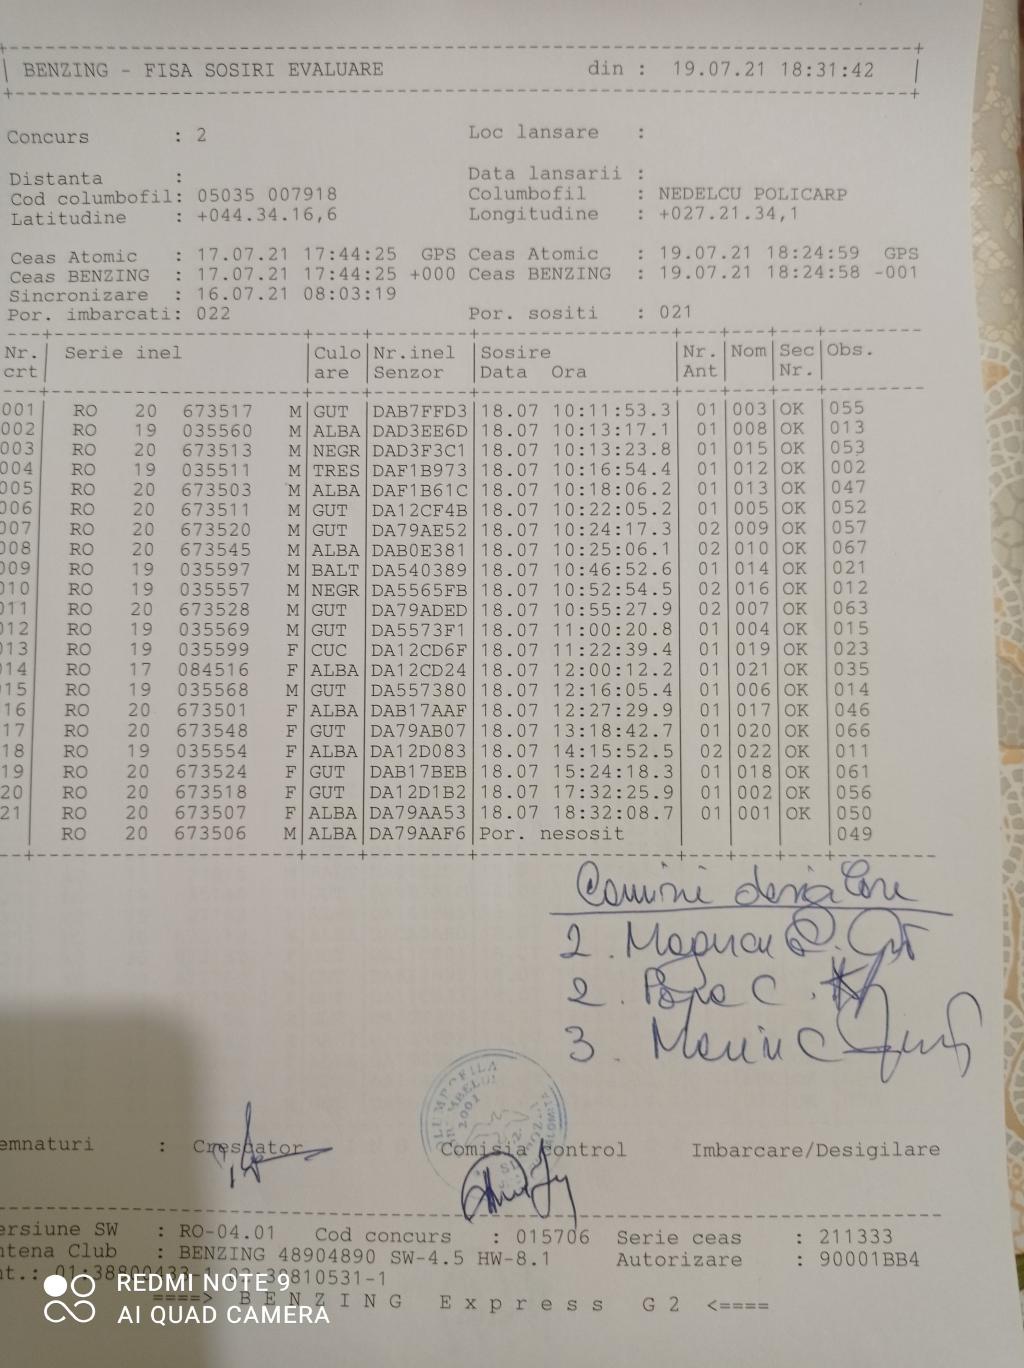 BENZING - FISA SOSIRI EVALUARE din : 19.07.21 18:31:42
Concurs : 2 Loc lansare :
Distanta : Data lansarii :
Cod columbofil: 05035 007918 Columbofil : NEDELCU POLICARP
Latitudine : +044.34.16,6 Longitudine : +027.21.34,1
Ceas Atomic : 17.07.21 17:44:25 GPS Ceas Atomic : 19.07.21 18:24:59 GPS
Ceas BENZING : 17.07.21 17:44:25 +000 Ceas BENZING : 19.07.21 18:24:58 -001
Sincronizare : 16.07.21 08:03:19
Por. imbarcati: 022 Por. sositi : 021
Nr. Serie inel Culo Nr.inel Sosire Nr. Nom Sec Obs.
crt are Senzor Data Ora Ant Nr.
001 RO 20 673517 M GUT DAB7FFD3 18.07 10:11:53.3 01 003 OK 055
002 RO 19 035560 M ALBA DAD3EE6D 18.07 10:13:17.1 01 008 OK 013
003 RO 20 673513 M NEGR DAD3F3C1 18.07 10:13:23.8 01 015 OK 053
004 RO 19 035511 M TRES DAF1B973 18.07 10:16:54.4 01 012 OK 002
005 RO 20 673503 M ALBA DAF1B61C 18.07 10:18:06.2 01 013 OK 047
006 RO 20 673511 M GUT DA12CF4B 18.07 10:22:05.2 01 005 OK 052
007 RO 20 673520 M GUT DA79AE52 18.07 10:24:17.3 02 009 OK 057
008 RO 20 673545 M ALBA DAB0E381 18.07 10:25:06.1 02 010 OK 067
009 RO 19 035597 M BALT DA540389 18.07 10:46:52.6 01 014 OK 021
010 RO 19 035557 M NEGR DA5565FB 18.07 10:52:54.5 02 016 OK 012
011 RO 20 673528 M GUT DA79ADED 18.07 10:55:27.9 02 007 OK 063
012 RO 19 035569 M GUT DA5573F1 18.07 11:00:20.8 01 004 OK 015
013 RO 19 035599 F CUC DA12CD6F 18.07 11:22:39.4 01 019 OK 023
014 RO 17 084516 F ALBA DA12CD24 18.07 12:00:12.2 01 021 OK 035
015 RO 19 035568 M GUT DA557380 18.07 12:16:05.4 01 006 OK 014
16 RO 20 673501 F ALBA DAB17AAF 18.07 12:27:29.9 01 017 OK 046
17 RO 20 673548 F GUT DA79AB07 18.07 13:18:42.7 01 020 OK 066
18 RO 19 035554 F ALBA DA12D083 18.07 14:15:52.5 02 022 OK 011
19 RO 20 673524 F GUT DAB17BEB 18.07 15:24:18.3 01 018 OK 061
20 RO 20 673518 F GUT DA12D1B2 18.07 17:32:25.9 01 002 OK 056
21 RO 20 673507 F ALBA DA79AA53 18.07 18:32:08.7 01 001 OK 050
RO 20 673506 M ALBA DA79AAF6 Por. nesosit 049
2.
2. Popa C.
3. Marin C
2001
emnaturi : Crescator Comisia control Imbarcare/Desigilare
ersiune SW : RO-04.01 Cod concurs : 015706 Serie ceas : 211333
ntena Club : BENZING 48904890 SW-4.5 HW-8.1 Autorizare : 90001BB4
REDMI NOTE 9
AI QUAD CAMERA
====> BENZING Express G2 <====